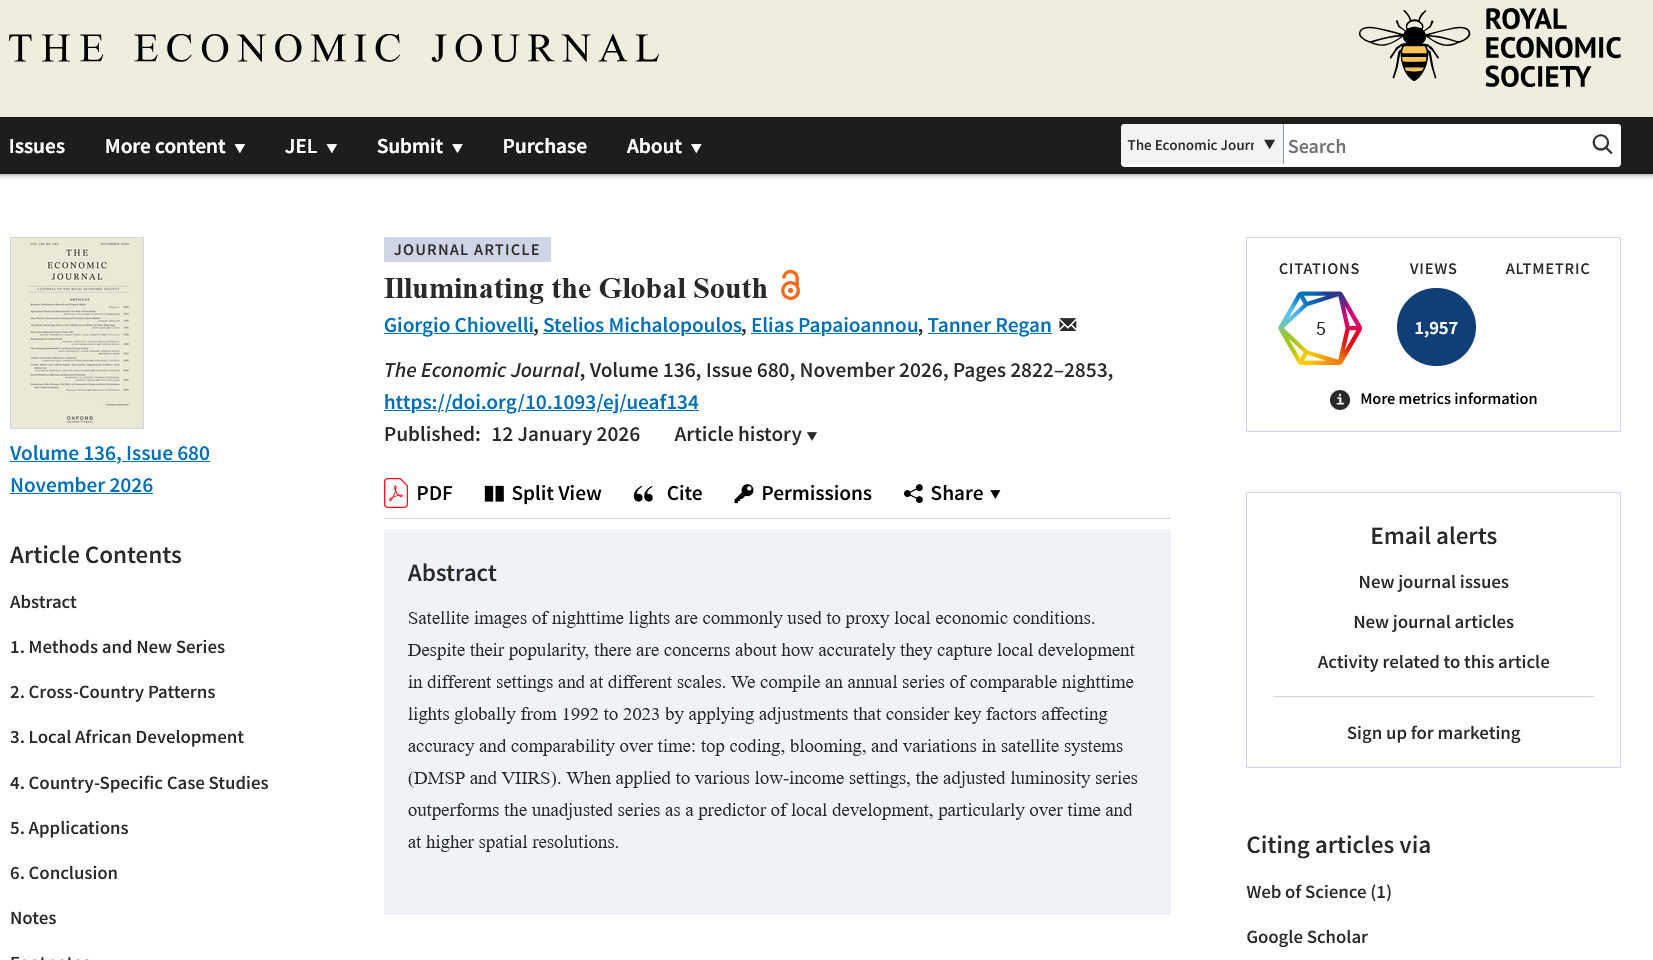 THE ECONOMIC JOURNAL
ROYAL
ECONOMIC
SOCIETY
Issues
More content
JEL
Submit
Purchase
About
The Economic Jourr
Search
THE
ECONOMIC
JOURNAL
OXFORD
Volume 136, Issue 680
November 2026
Article Contents
Abstract
1. Methods and New Series
2. Cross-Country Patterns
3. Local African Development
4. Country-Specific Case Studies
5. Applications
6. Conclusion
Notes
JOURNAL ARTICLE
Illuminating the Global South
Giorgio Chiovelli, Stelios Michalopoulos, Elias Papaioannou, Tanner Regan
The Economic Journal, Volume 136, Issue 680, November 2026, Pages 2822–2853,
https://doi.org/10.1093/ej/ueaf134
Published: 12 January 2026 Article history
PDF
Split View
Cite
Permissions
Share
Abstract
Satellite images of nighttime lights are commonly used to proxy local economic conditions.
Despite their popularity, there are concerns about how accurately they capture local development
in different settings and at different scales. We compile an annual series of comparable nighttime
lights globally from 1992 to 2023 by applying adjustments that consider key factors affecting
accuracy and comparability over time: top coding, blooming, and variations in satellite systems
(DMSP and VIIRS). When applied to various low-income settings, the adjusted luminosity series
outperforms the unadjusted series as a predictor of local development, particularly over time and
at higher spatial resolutions.
CITATIONS
VIEWS
ALTMETRIC
5
1,957
More metrics information
Email alerts
New journal issues
New journal articles
Activity related to this article
Sign up for marketing
Citing articles via
Web of Science (1)
Google Scholar